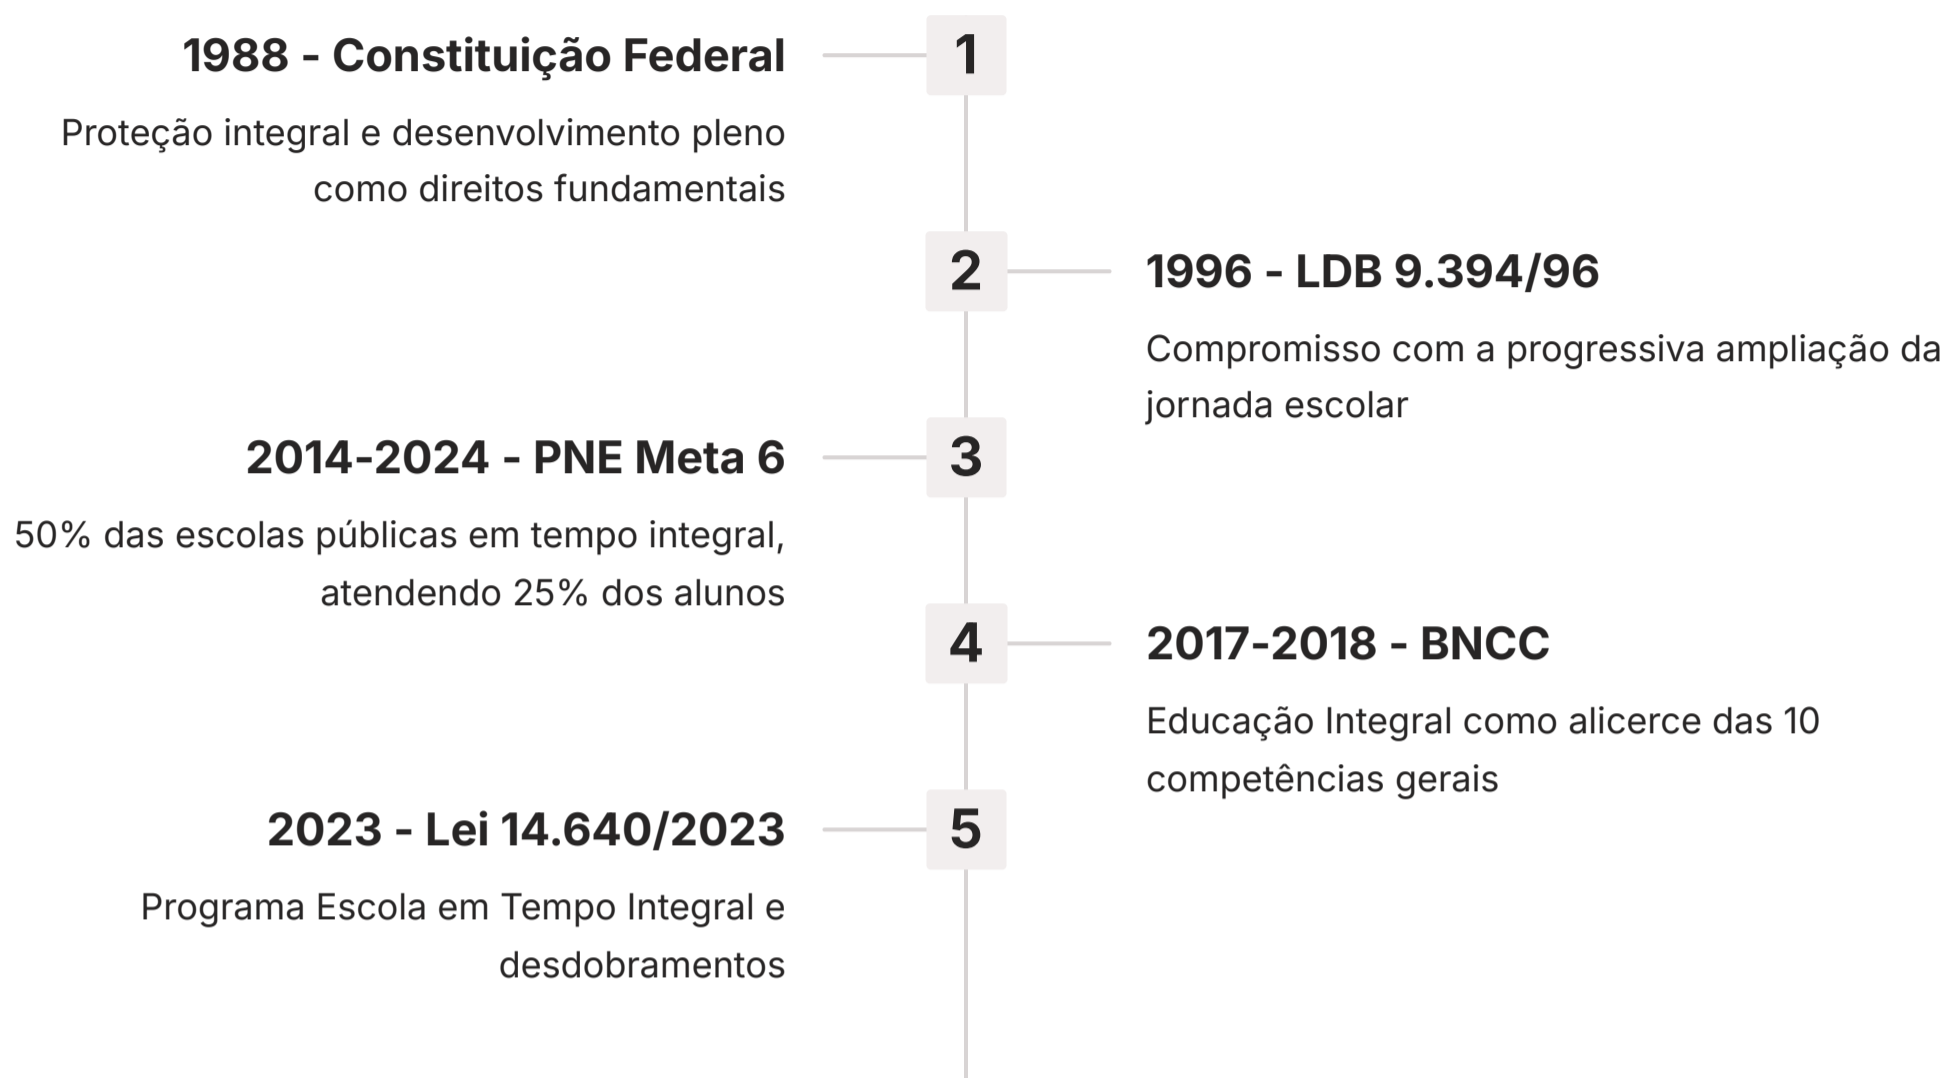 1988 - Constituição Federal
1
Proteção integral e desenvolvimento pleno
como direitos fundamentais
2
1996 - LDB 9.394/96
Compromisso com a progressiva ampliação da
jornada escolar
2014-2024 - PNE Meta 6
3
50% das escolas públicas em tempo integral,
atendendo 25% dos alunos
4
2017-2018 - BNCC
Educação Integral como alicerce das 10
competências gerais
2023 - Lei 14.640/2023
5
Programa Escola em Tempo Integral e
desdobramentos